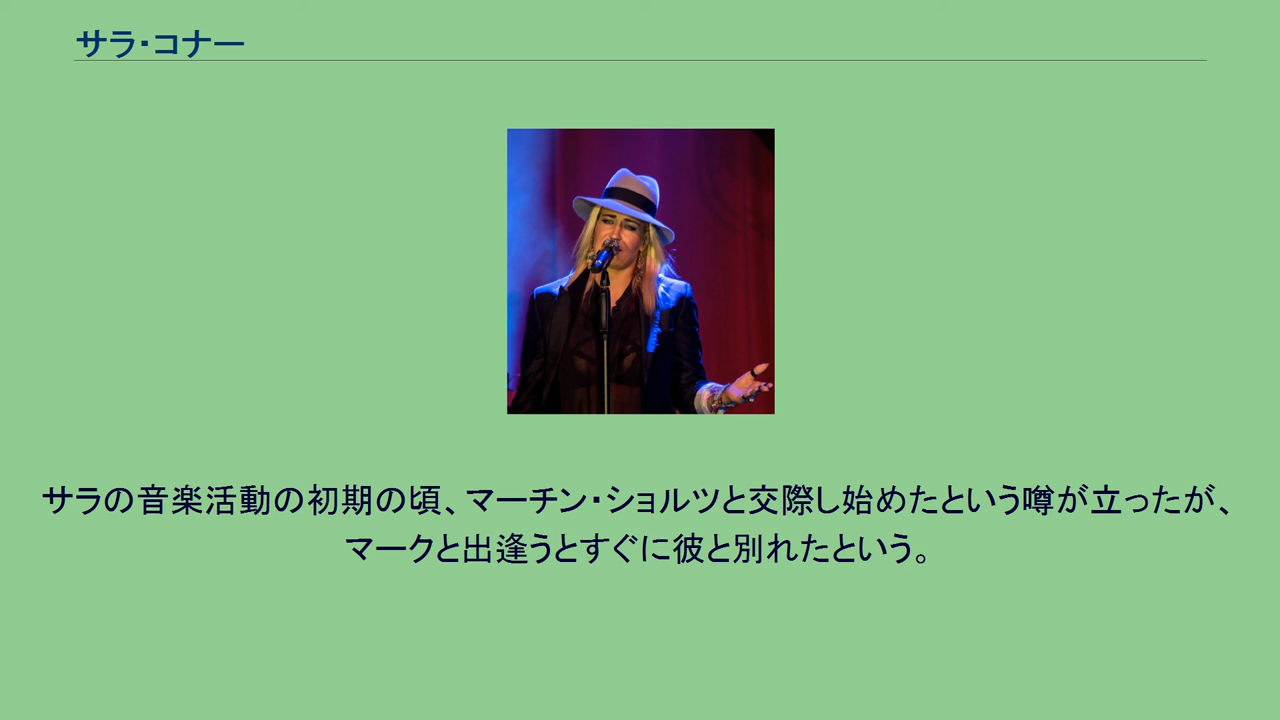 サラ・コナー
サラの音楽活動の初期の頃、マーチン・ショルツと交際し始めたという噂が立ったが、
マークと出逢うとすぐに彼と別れたという。